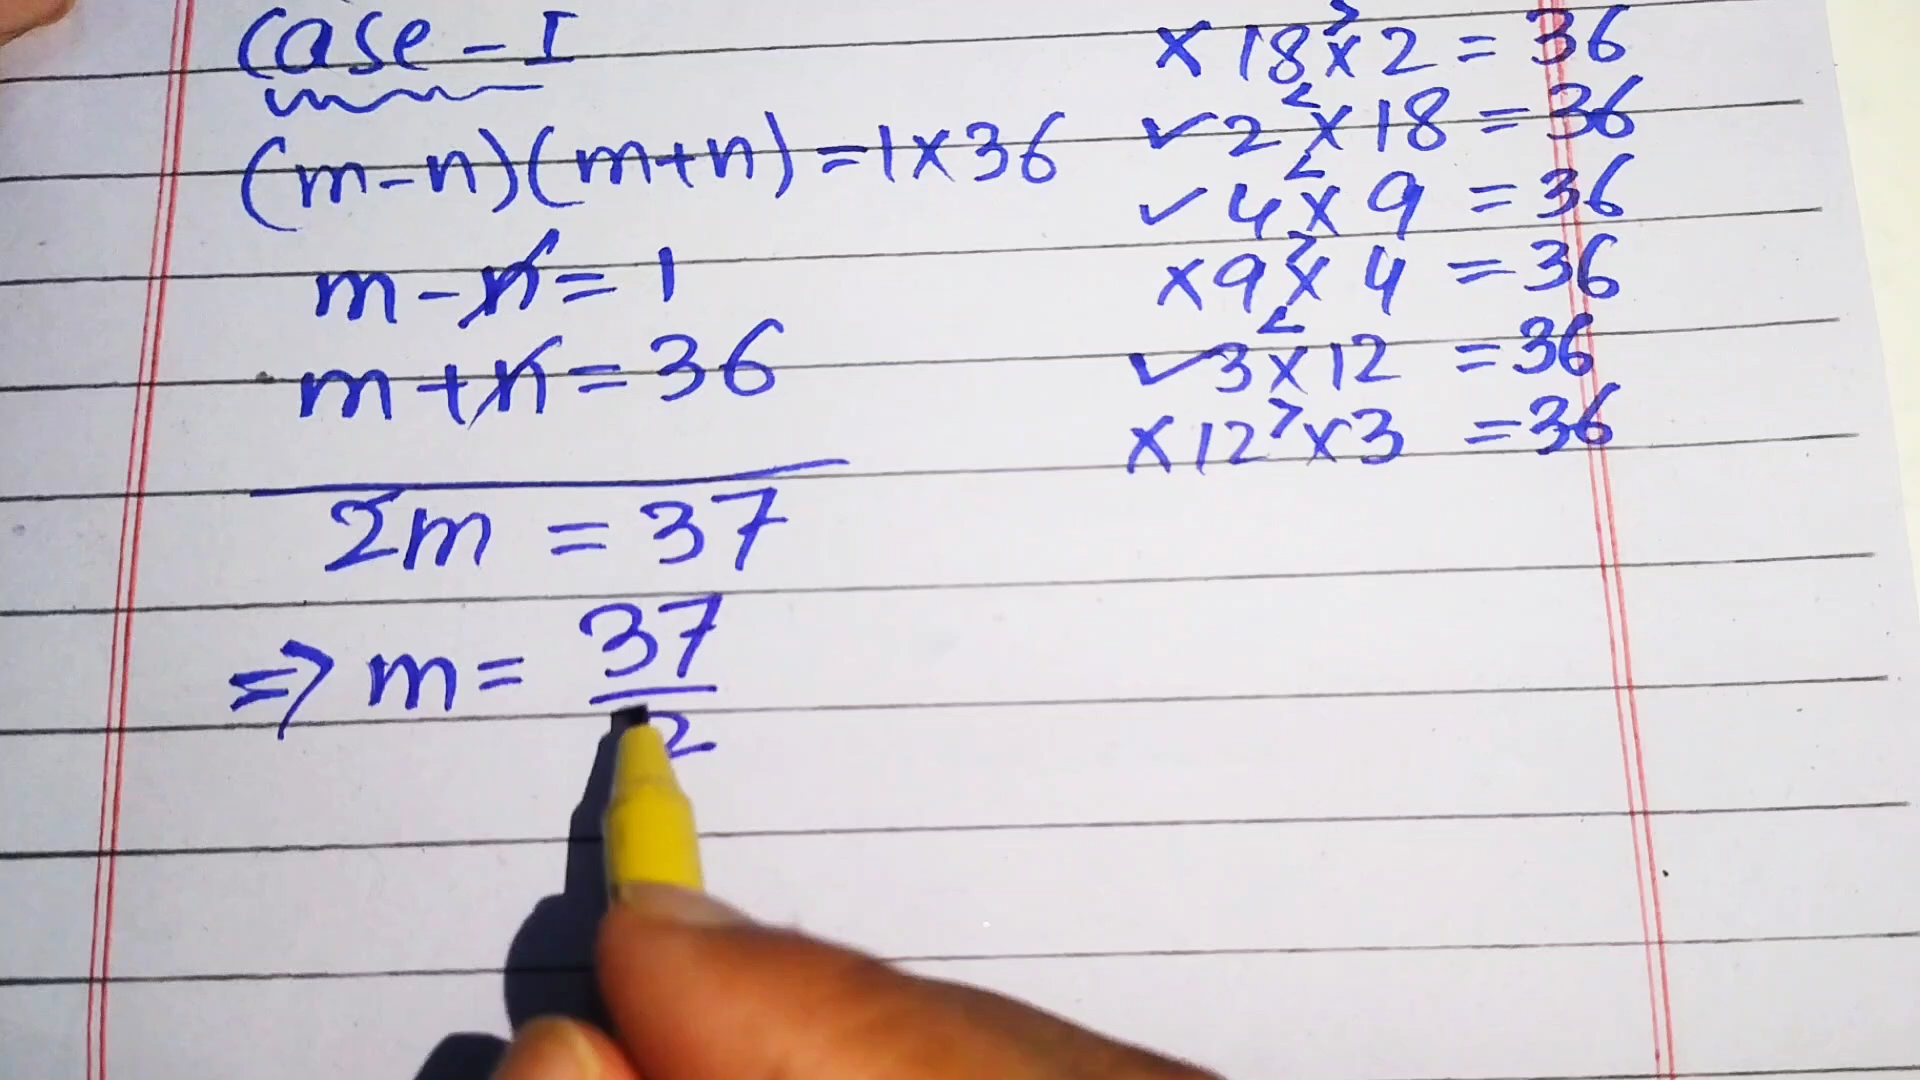 Case - I
(m-n)(m+n) = 1×36
m - n = 1
m + n = 36
2m = 37
⇒ m = 37/2
× 18 > × 2 = 36
✓ 2 < × 18 = 36
✓ 4 < × 9 = 36
× 9 > × 4 = 36
✓ 3 < × 12 = 36
× 12 > × 3 = 36